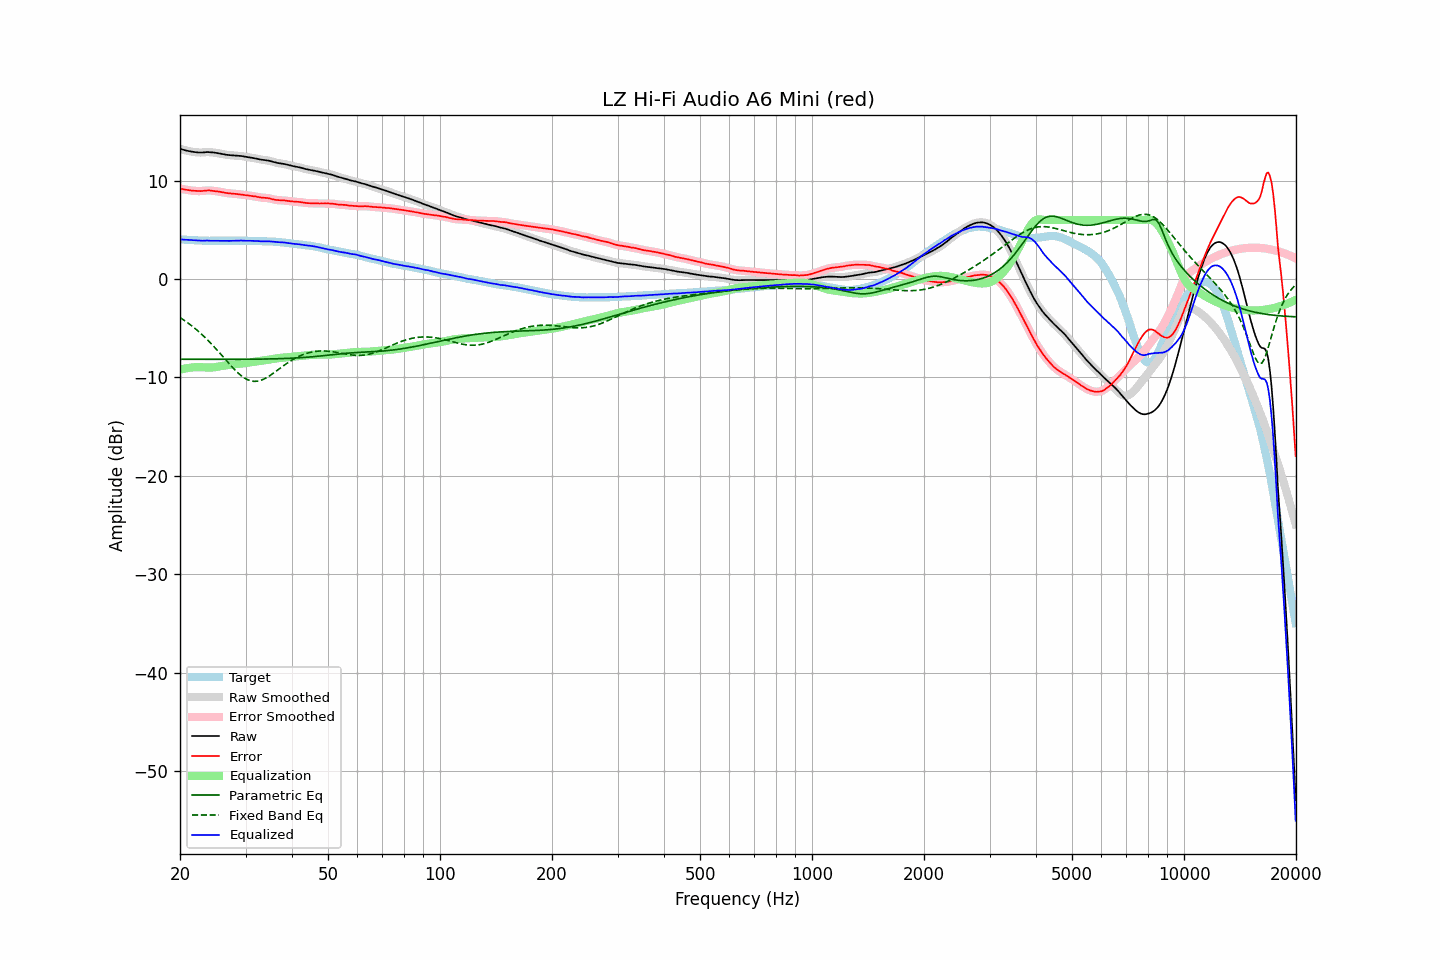 LZ Hi-Fi Audio A6 Mini (red)
Amplitude (dBr)
10
0
−10
−20
−30
−40
−50
Target
Raw Smoothed
Error Smoothed
Raw
Error
Equalization
Parametric Eq
Fixed Band Eq
Equalized
20 50 100 200 500 1000 2000 5000 10000 20000
Frequency (Hz)